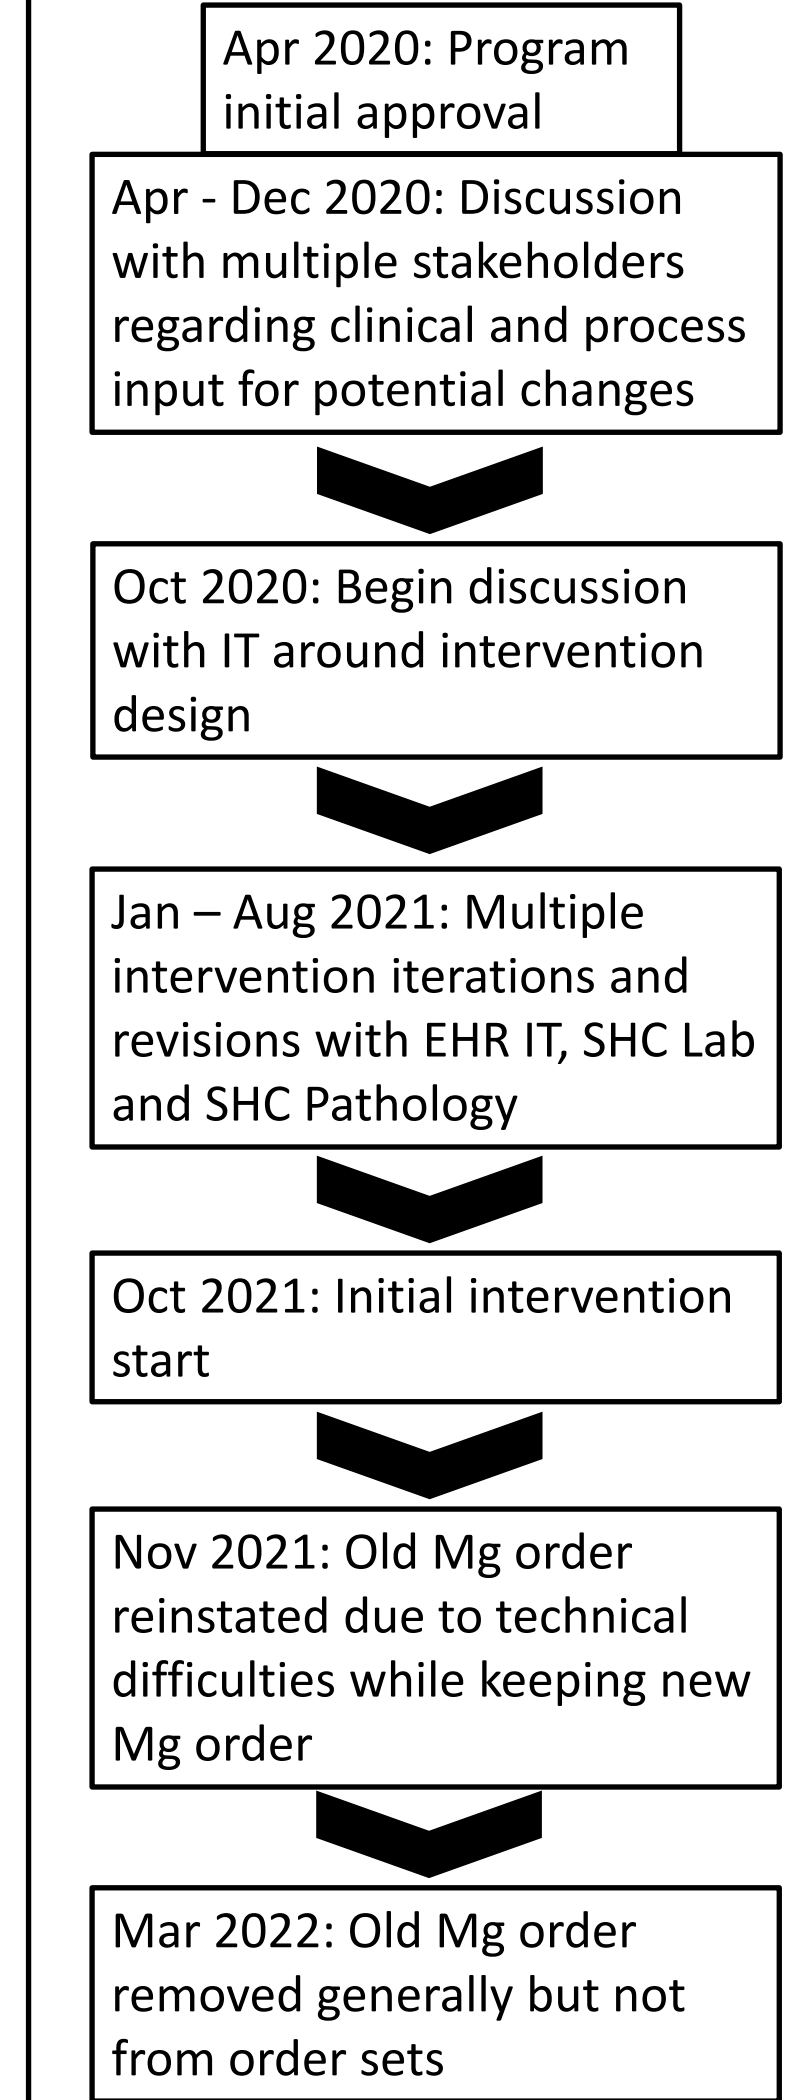 Apr 2020: Program
initial approval
Apr - Dec 2020: Discussion
with multiple stakeholders
regarding clinical and process
input for potential changes
Oct 2020: Begin discussion
with IT around intervention
design
Jan – Aug 2021: Multiple
intervention iterations and
revisions with EHR IT, SHC Lab
and SHC Pathology
Oct 2021: Initial intervention
start
Nov 2021: Old Mg order
reinstated due to technical
difficulties while keeping new
Mg order
Mar 2022: Old Mg order
removed generally but not
from order sets